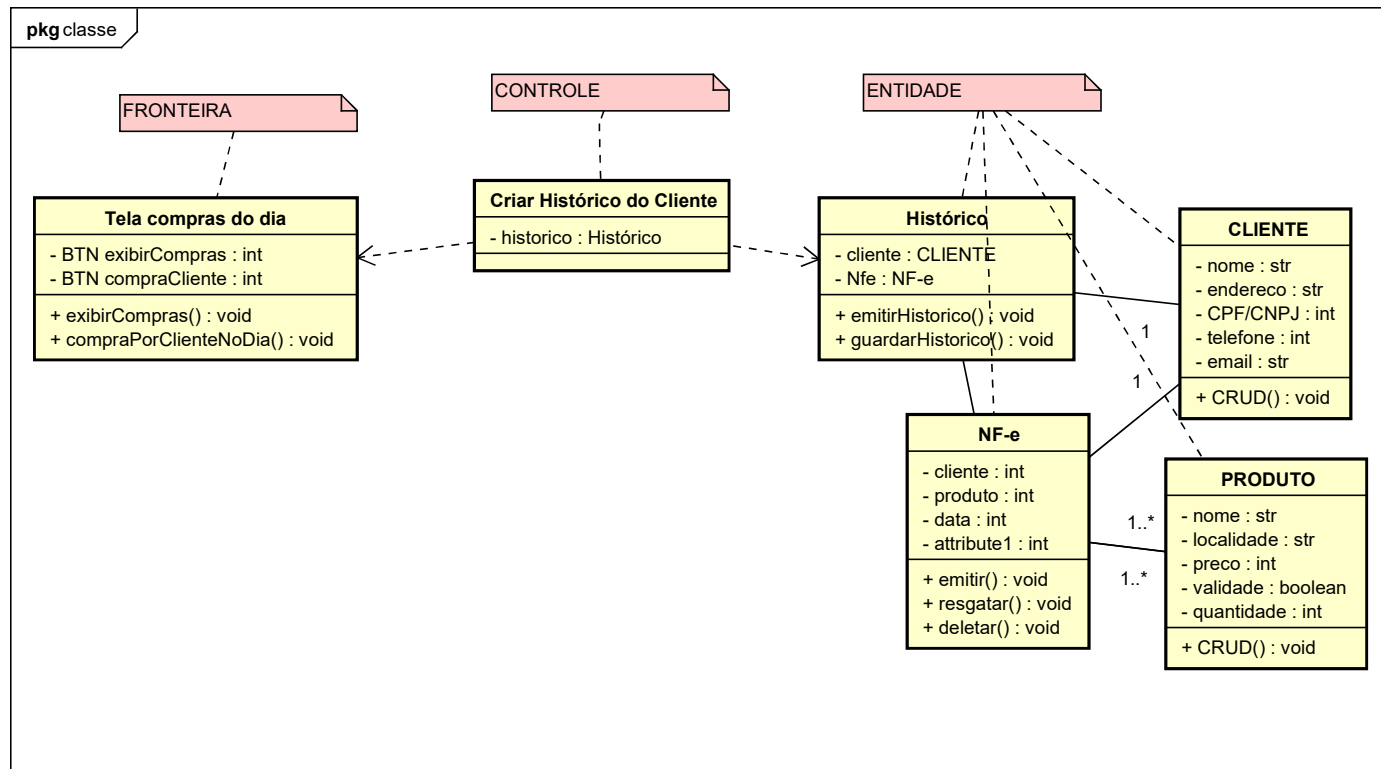 pkg classe
FRONTEIRA
CONTROLE
ENTIDADE
Tela compras do dia
- BTN exibirCompras : int
- BTN compraCliente : int
+ exibirCompras() : void
+ compraPorClienteNoDia() : void
Criar Histórico do Cliente
- historico : Histórico
Histórico
- cliente : CLIENTE
- Nfe : NF-e
+ emitirHistorico() : void
+ guardarHistorico() : void
CLIENTE
- nome : str
- endereco : str
- CPF/CNPJ : int
- telefone : int
- email : str
+ CRUD() : void
1
1
NF-e
- cliente : int
- produto : int
- data : int
- attribute1 : int
+ emitir() : void
+ resgatar() : void
+ deletar() : void
1..*
1..*
PRODUTO
- nome : str
- localidade : str
- preco : int
- validade : boolean
- quantidade : int
+ CRUD() : void